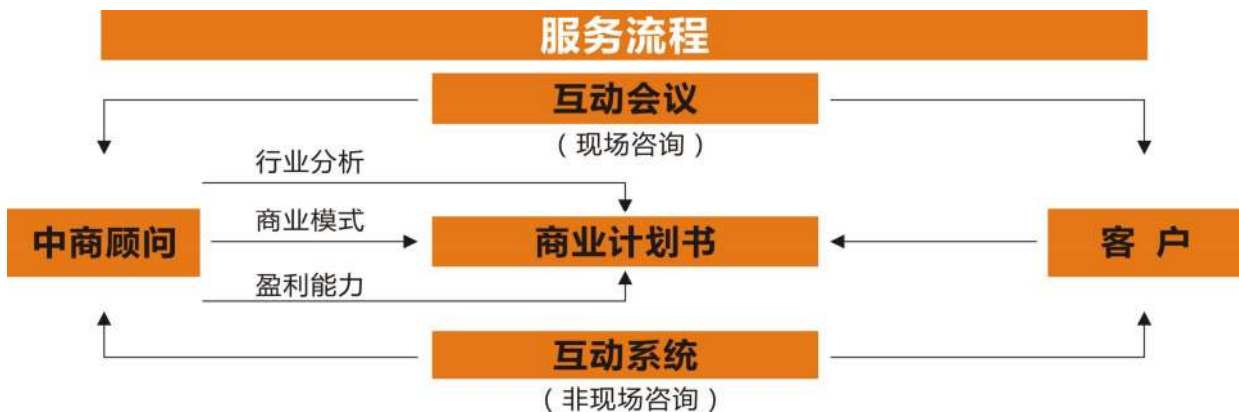 服务流程
互动会议
（现场咨询）
行业分析
中商顾问
商业模式
商业计划书
客 户
盈利能力
互动系统
（非现场咨询）